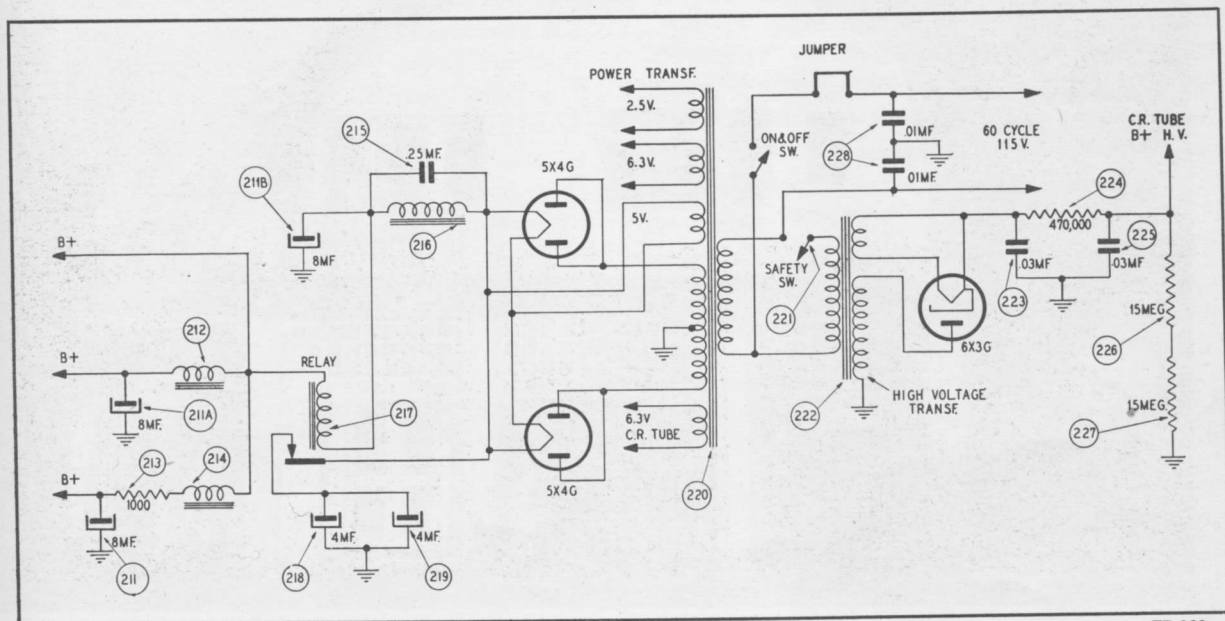 JUMPER
POWER TRANSF.
2.5V.
6.3V.
5V.
ON&OFF
SW.
228
.01MF.
01MF.
60 CYCLE
115 V.
C.R. TUBE
B+ H.V.
215
.25 MF.
211B
8MF.
216
5X4G
B+
224
470,000
225
.03MF
.03MF
223
SAFETY
SW.
221
6X3G
15MEG.
226
212
B+
RELAY
211A
8MF.
217
222
HIGH VOLTAGE
TRANSF.
15MEG.
227
6.3V
C.R. TUBE
213
214
B+
1000
8MF.
211
5X4G
220
4MF.
4MF.
218
219